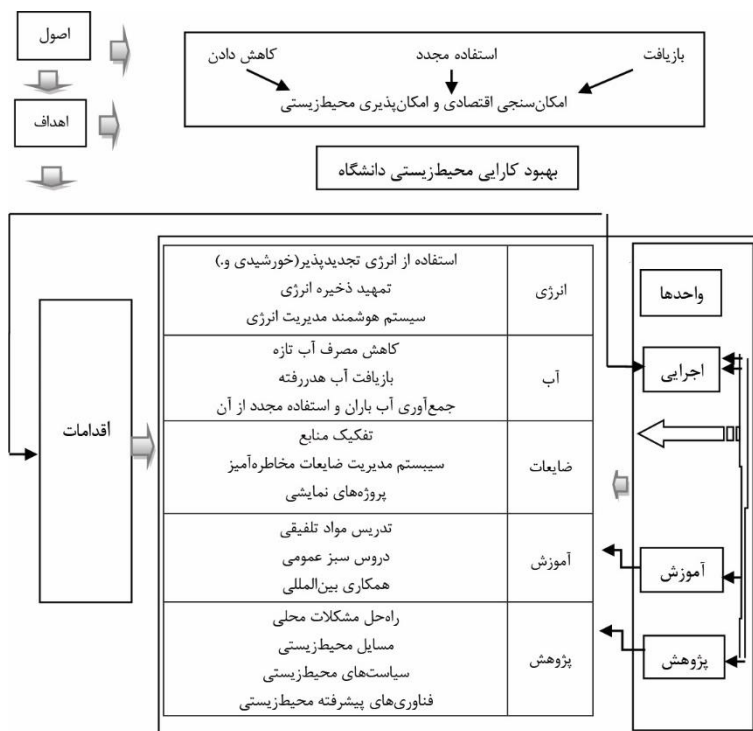 اصول
کاهش دادن
استفاده مجدد
بازیافت
امکان‌سنجی اقتصادی و امکان‌پذیری محیط‌زیستی
اهداف
بهبود کارایی محیط‌زیستی دانشگاه
اقدامات
انرژی
استفاده از انرژی تجدیدپذیر(خورشیدی و.)
تمهید ذخیره انرژی
سیستم هوشمند مدیریت انرژی
آب
کاهش مصرف آب تازه
بازیافت آب هدررفته
جمع‌آوری آب باران و استفاده مجدد از آن
ضایعات
تفکیک منابع
سیبستم مدیریت ضایعات مخاطره‌آمیز
پروژه‌های نمایشی
آموزش
تدریس مواد تلفیقی
دروس سبز عمومی
همکاری بین‌المللی
پژوهش
راه‌حل مشکلات محلی
مسایل محیط‌زیستی
سیاست‌های محیط‌زیستی
فناوری‌های پیشرفته محیط‌زیستی
واحدها
اجرایی
آموزش
پژوهش